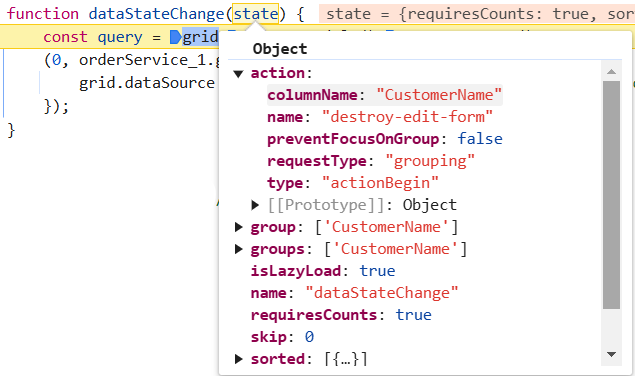 function dataStateChange(state) { state = {requiresCounts: true, sor
const query = grid
(0, orderService_1.g
grid.dataSource
});
}
Object
action:
columnName: "CustomerName"
name: "destroy-edit-form"
preventFocusOnGroup: false
requestType: "grouping"
type: "actionBegin"
[[Prototype]]: Object
group: ['CustomerName']
groups: ['CustomerName']
isLazyLoad: true
name: "dataStateChange"
requiresCounts: true
skip: 0
sorted: [{…}]